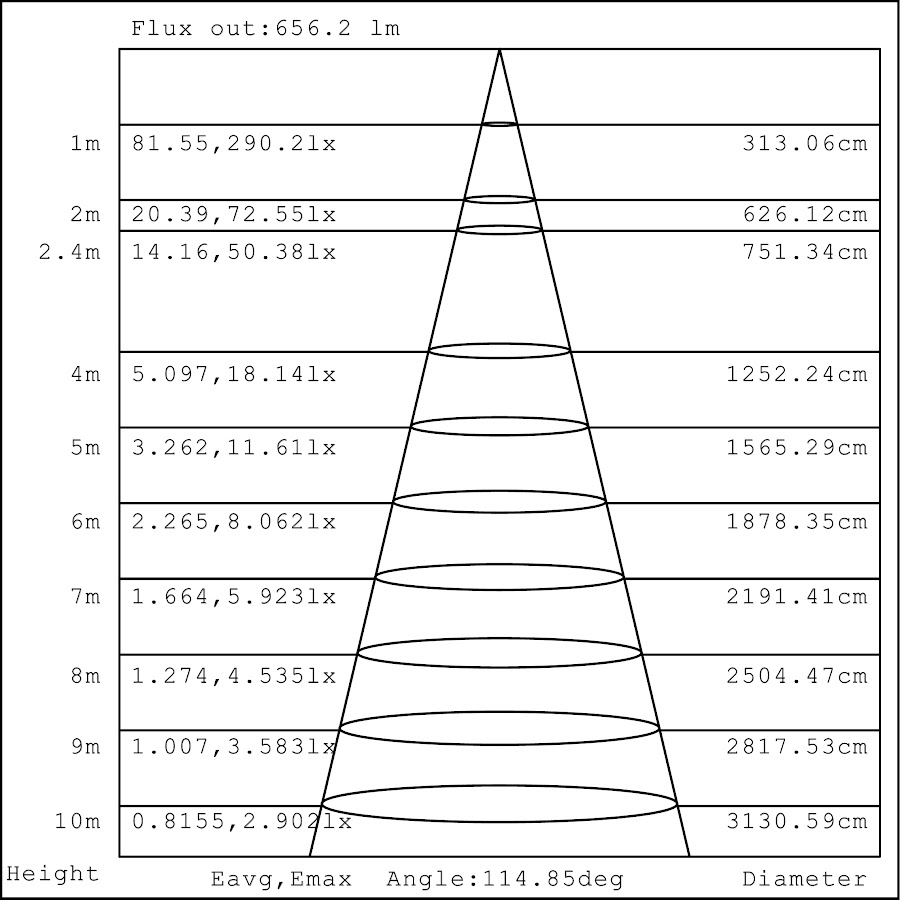 Flux out:656.2 lm
1m 81.55,290.2lx 313.06cm
2m 20.39,72.55lx 626.12cm
2.4m 14.16,50.38lx 751.34cm
4m 5.097,18.14lx 1252.24cm
5m 3.262,11.61lx 1565.29cm
6m 2.265,8.062lx 1878.35cm
7m 1.664,5.923lx 2191.41cm
8m 1.274,4.535lx 2504.47cm
9m 1.007,3.583lx 2817.53cm
10m 0.8155,2.902lx 3130.59cm
Height Eavg,Emax Angle:114.85deg Diameter